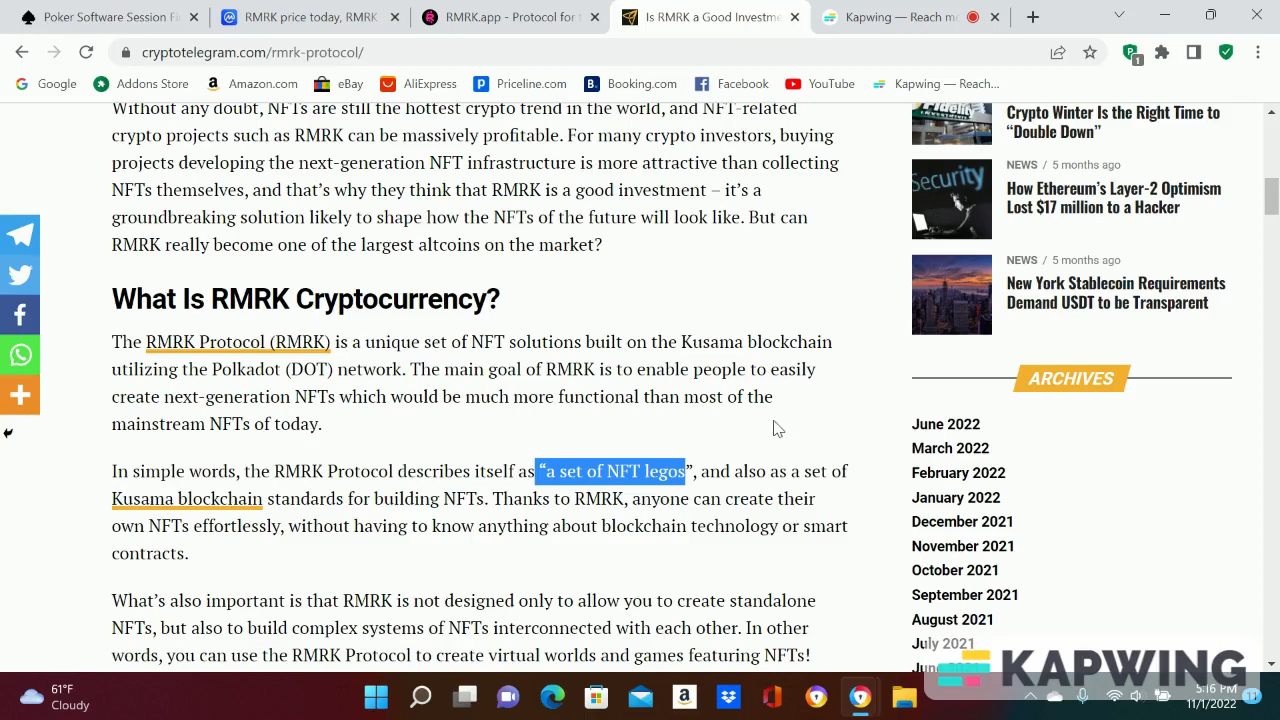 Poker Software Session Fi
RMRK price today, RMRK
RMRK.app - Protocol for
Is RMRK a Good Investme
Kapwing — Reach m
cryptotelegram.com/rmrk-protocol/
1
Google
Addons Store
Amazon.com
eBay
AliExpress
Priceline.com
Booking.com
Facebook
YouTube
Kapwing — Reach...
Without any doubt, NFTs are still the hottest crypto trend in the world, and NFT-related
crypto projects such as RMRK can be massively profitable. For many crypto investors, buying
projects developing the next-generation NFT infrastructure is more attractive than collecting
NFTs themselves, and that's why they think that RMRK is a good investment – it's a
groundbreaking solution likely to shape how the NFTs of the future will look like. But can
RMRK really become one of the largest altcoins on the market?
What Is RMRK Cryptocurrency?
The RMRK Protocol (RMRK) is a unique set of NFT solutions built on the Kusama blockchain
utilizing the Polkadot (DOT) network. The main goal of RMRK is to enable people to easily
create next-generation NFTs which would be much more functional than most of the
mainstream NFTs of today.
In simple words, the RMRK Protocol describes itself as “a set of NFT legos”, and also as a set of
Kusama blockchain standards for building NFTs. Thanks to RMRK, anyone can create their
own NFTs effortlessly, without having to know anything about blockchain technology or smart
contracts.
What's also important is that RMRK is not designed only to allow you to create standalone
NFTs, but also to build complex systems of NFTs interconnected with each other. In other
words, you can use the RMRK Protocol to create virtual worlds and games featuring NFTs!
Fidelity
Crypto Winter Is the Right Time to
“Double Down”
Security
NEWS / 5 months ago
How Ethereum's Layer-2 Optimism
Lost $17 million to a Hacker
NEWS / 5 months ago
New York Stablecoin Requirements
Demand USDT to be Transparent
ARCHIVES
June 2022
March 2022
February 2022
January 2022
December 2021
November 2021
October 2021
September 2021
August 2021
July 2021
KAPWING
61°F
Cloudy
5:16 PM
11/1/2022
11